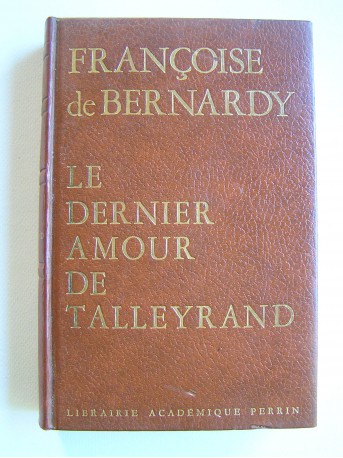 FRANÇOISE
de BERNARDY
LE
DERNIER
AMOUR
DE
TALLEYRAND
LIBRAIRIE ACADÉMIQUE PERRIN